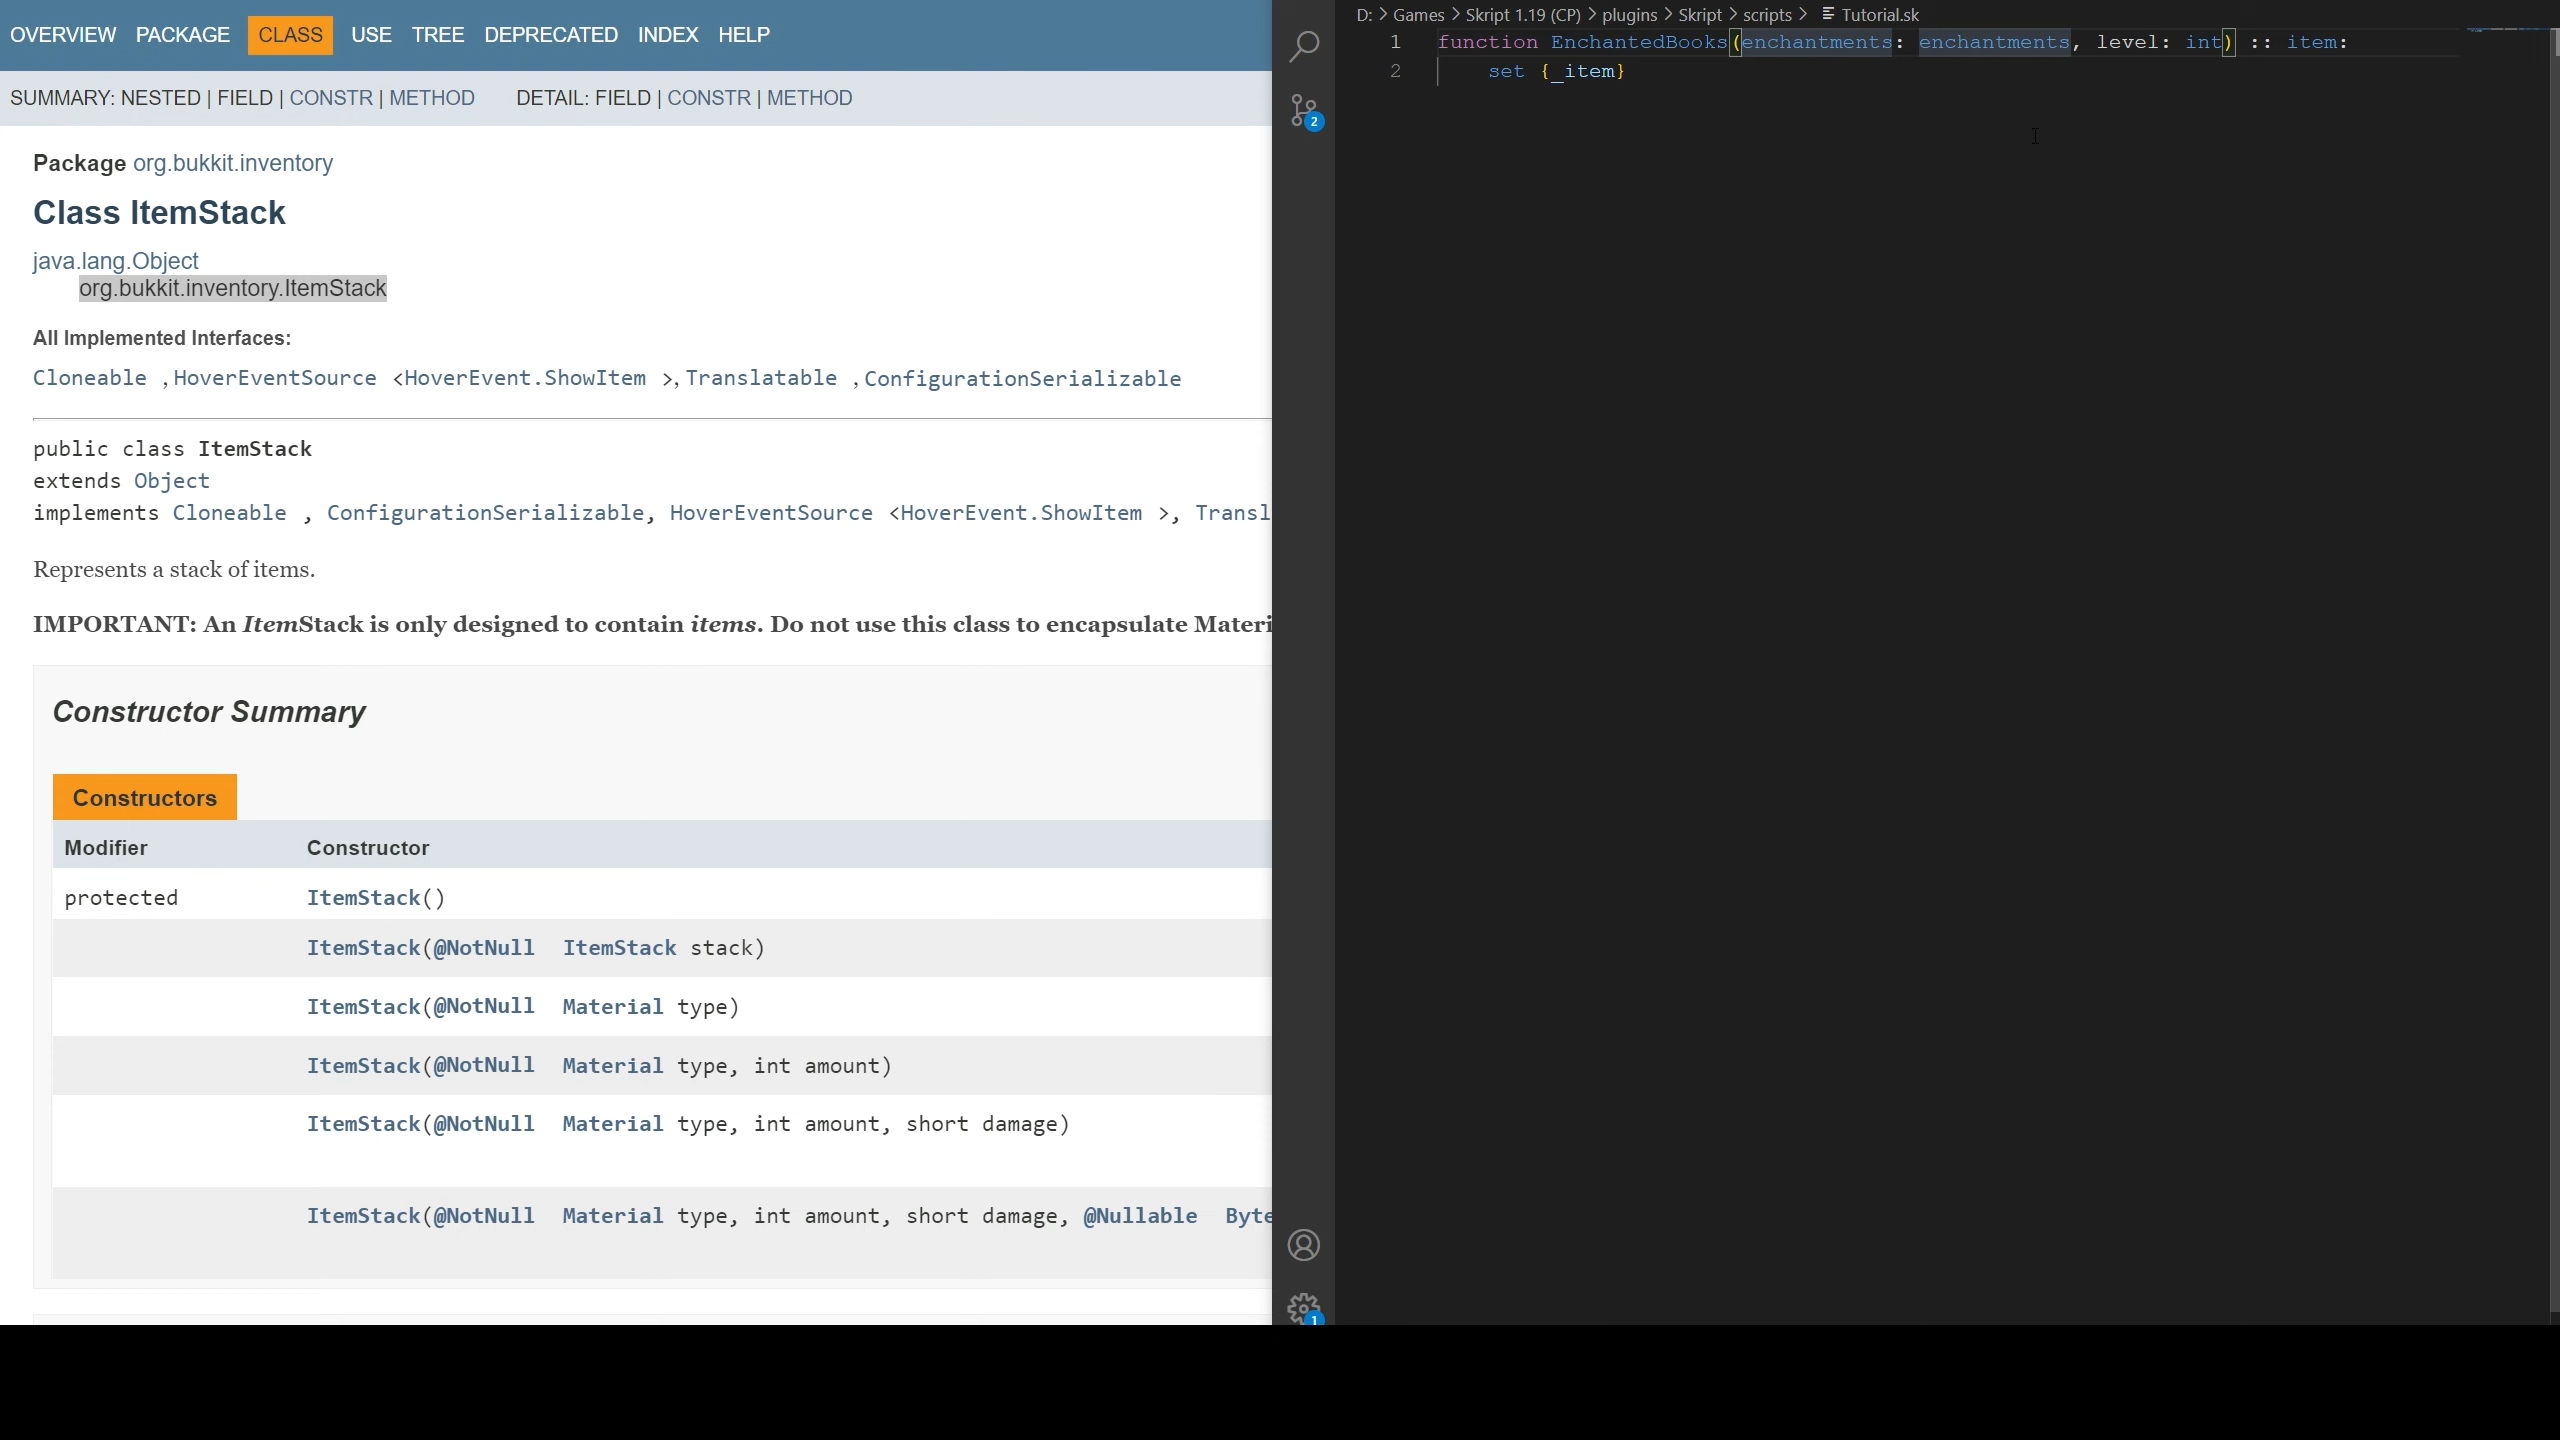 OVERVIEW PACKAGE CLASS USE TREE DEPRECATED INDEX HELP
SUMMARY: NESTED | FIELD | CONSTR | METHOD DETAIL: FIELD | CONSTR | METHOD
Package org.bukkit.inventory
Class ItemStack
java.lang.Object
org.bukkit.inventory.ItemStack
All Implemented Interfaces:
Cloneable , HoverEventSource <HoverEvent.ShowItem >, Translatable , ConfigurationSerializable
public class ItemStack
extends Object
implements Cloneable , ConfigurationSerializable, HoverEventSource <HoverEvent.ShowItem >, Transl
Represents a stack of items.
IMPORTANT: An ItemStack is only designed to contain items. Do not use this class to encapsulate Materi
Constructor Summary
Constructors
Modifier Constructor
protected ItemStack()
ItemStack(@NotNull ItemStack stack)
ItemStack(@NotNull Material type)
ItemStack(@NotNull Material type, int amount)
ItemStack(@NotNull Material type, int amount, short damage)
ItemStack(@NotNull Material type, int amount, short damage, @Nullable Byte
2
1
D: > Games > Skript 1.19 (CP) > plugins > Skript > scripts > Tutorial.sk
1 function EnchantedBooks(enchantments: enchantments, level: int) :: item:
2 set {_item}